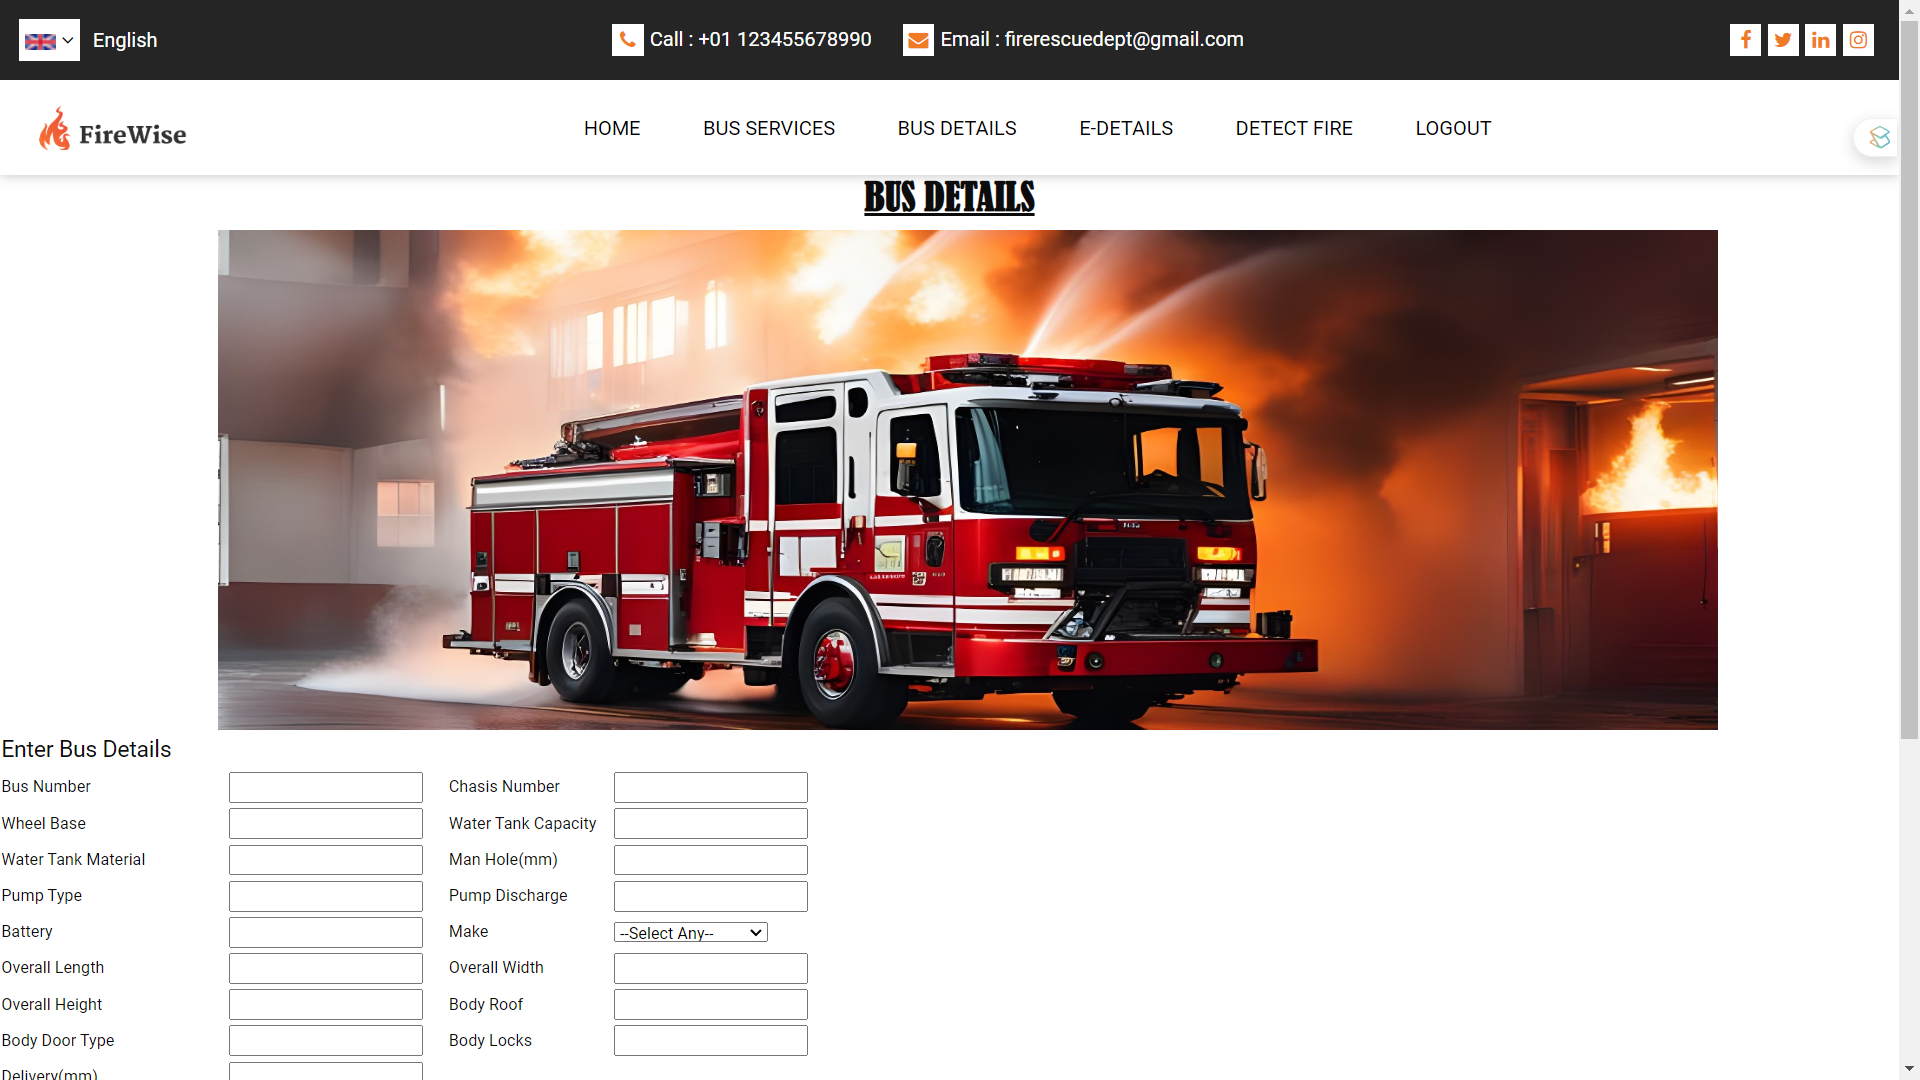 English
Call : +01 123455678990
Email : firerescuedept@gmail.com
FireWise
HOME
BUS SERVICES
BUS DETAILS
E-DETAILS
DETECT FIRE
LOGOUT
BUS DETAILS
Enter Bus Details
Bus Number
Chasis Number
Wheel Base
Water Tank Capacity
Water Tank Material
Man Hole(mm)
Pump Type
Pump Discharge
Battery
Make
--Select Any--
Overall Length
Overall Width
Overall Height
Body Roof
Body Door Type
Body Locks
Delivery(mm)